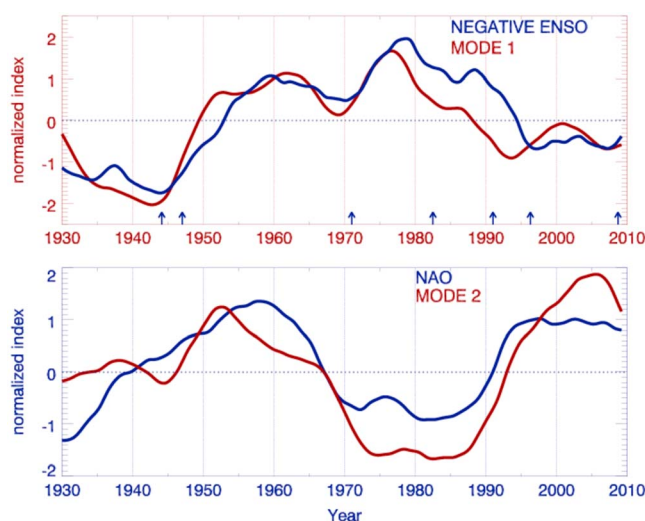 NEGATIVE ENSO
MODE 1
normalized index
2
1
0
-1
-2
1930 1940 1950 1960 1970 1980 1990 2000 2010
NAO
MODE 2
normalized index
2
1
0
-1
-2
1930 1940 1950 1960 1970 1980 1990 2000 2010
Year